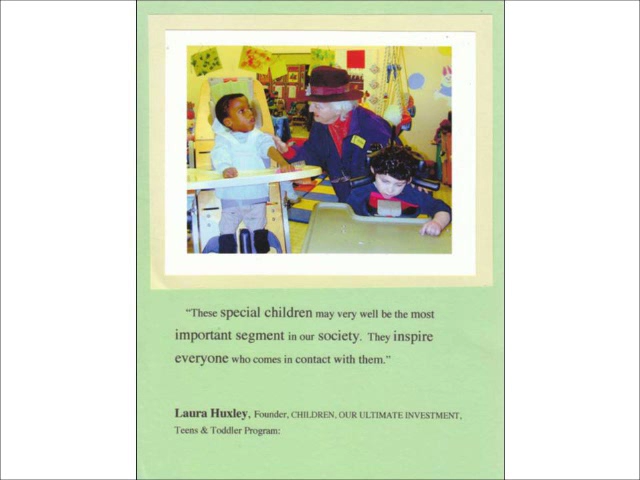 “These special children may very well be the most
important segment in our society. They inspire
everyone who comes in contact with them.”
Laura Huxley, Founder, CHILDREN, OUR ULTIMATE INVESTMENT,
Teens & Toddler Program: